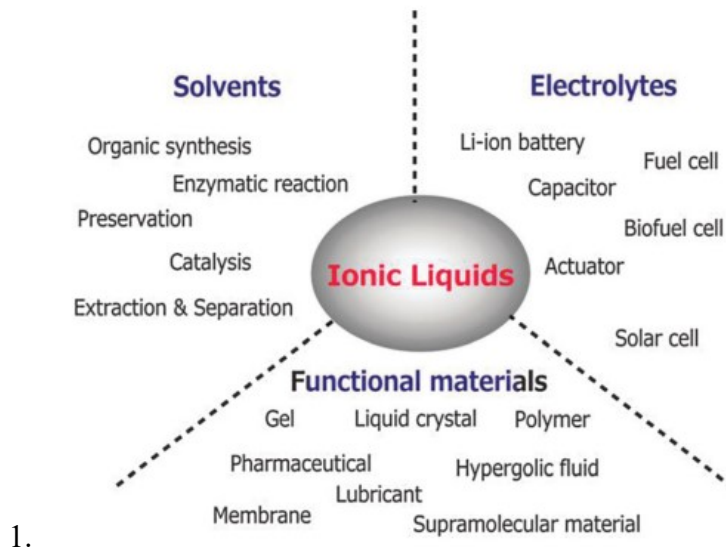 Solvents
Organic synthesis
Enzymatic reaction
Preservation
Catalysis
Extraction & Separation
Electrolytes
Li-ion battery
Fuel cell
Capacitor
Biofuel cell
Actuator
Solar cell
Ionic Liquids
Functional materials
Gel Liquid crystal Polymer
Pharmaceutical
Hypergolic fluid
Lubricant
Membrane
Supramolecular material
1.